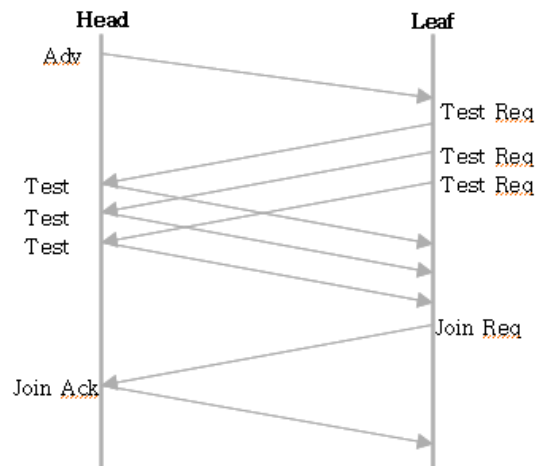 Head
Leaf
Adv
Test Req
Test Req
Test Req
Test
Test
Test
Join Req
Join Ack